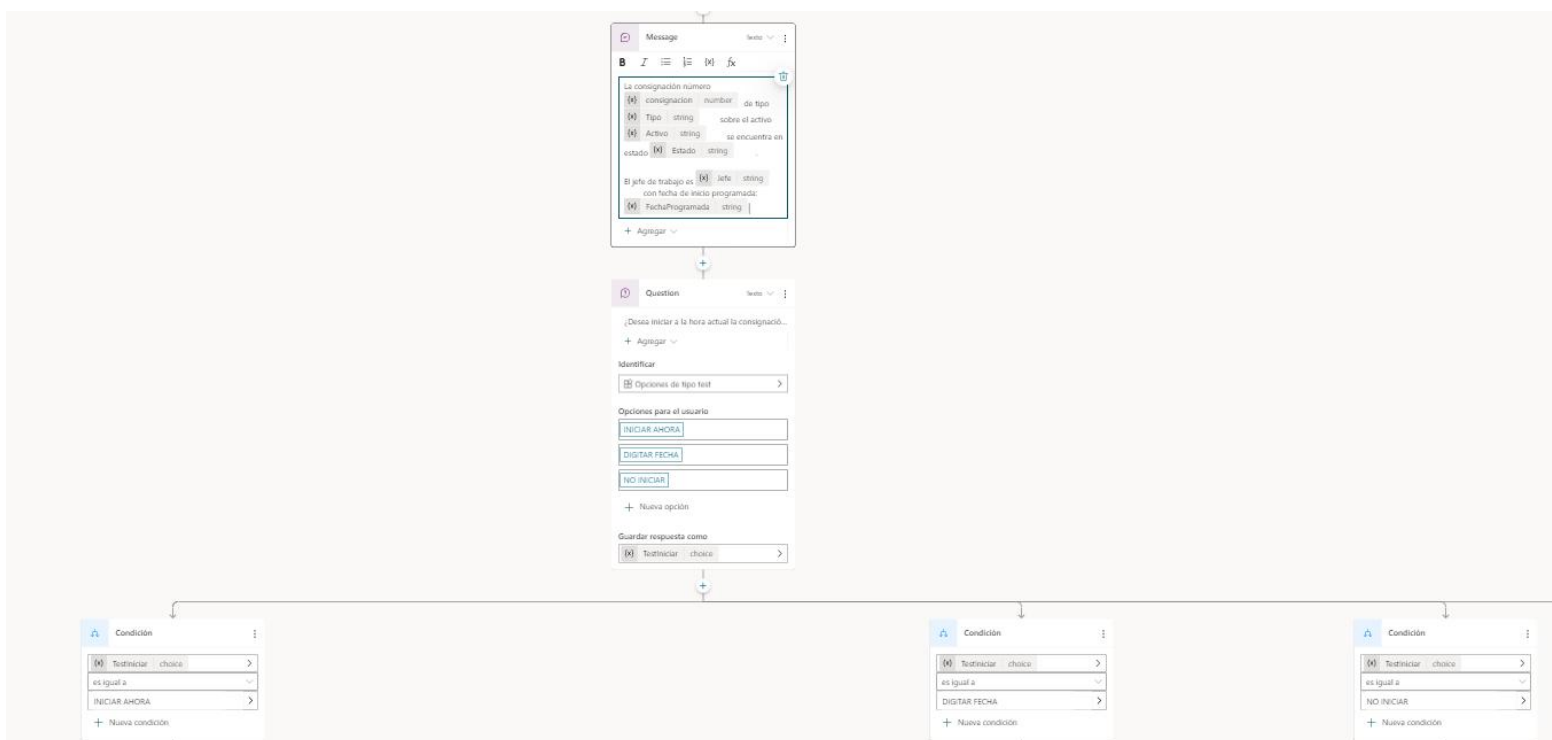 Message
Texto
B I {x} fx
La consignación número
{x} consignacion number de tipo
{x} Tipo string sobre el activo
{x} Activo string se encuentra en
estado {x} Estado string .
El jefe de trabajo es {x} Jefe string
con fecha de inicio programada:
{x} FechaProgramada string
+ Agregar
+
Question
Texto
¿Desea iniciar a la hora actual la consignació...
+ Agregar
Identificar
Opciones de tipo test
Opciones para el usuario
INICIAR AHORA
DIGITAR FECHA
NO INICIAR
+ Nueva opción
Guardar respuesta como
{x} TestIniciar choice
+
Condición
{x} TestIniciar choice
es igual a
INICIAR AHORA
+ Nueva condición
Condición
{x} TestIniciar choice
es igual a
DIGITAR FECHA
+ Nueva condición
Condición
{x} TestIniciar choice
es igual a
NO INICIAR
+ Nueva condición